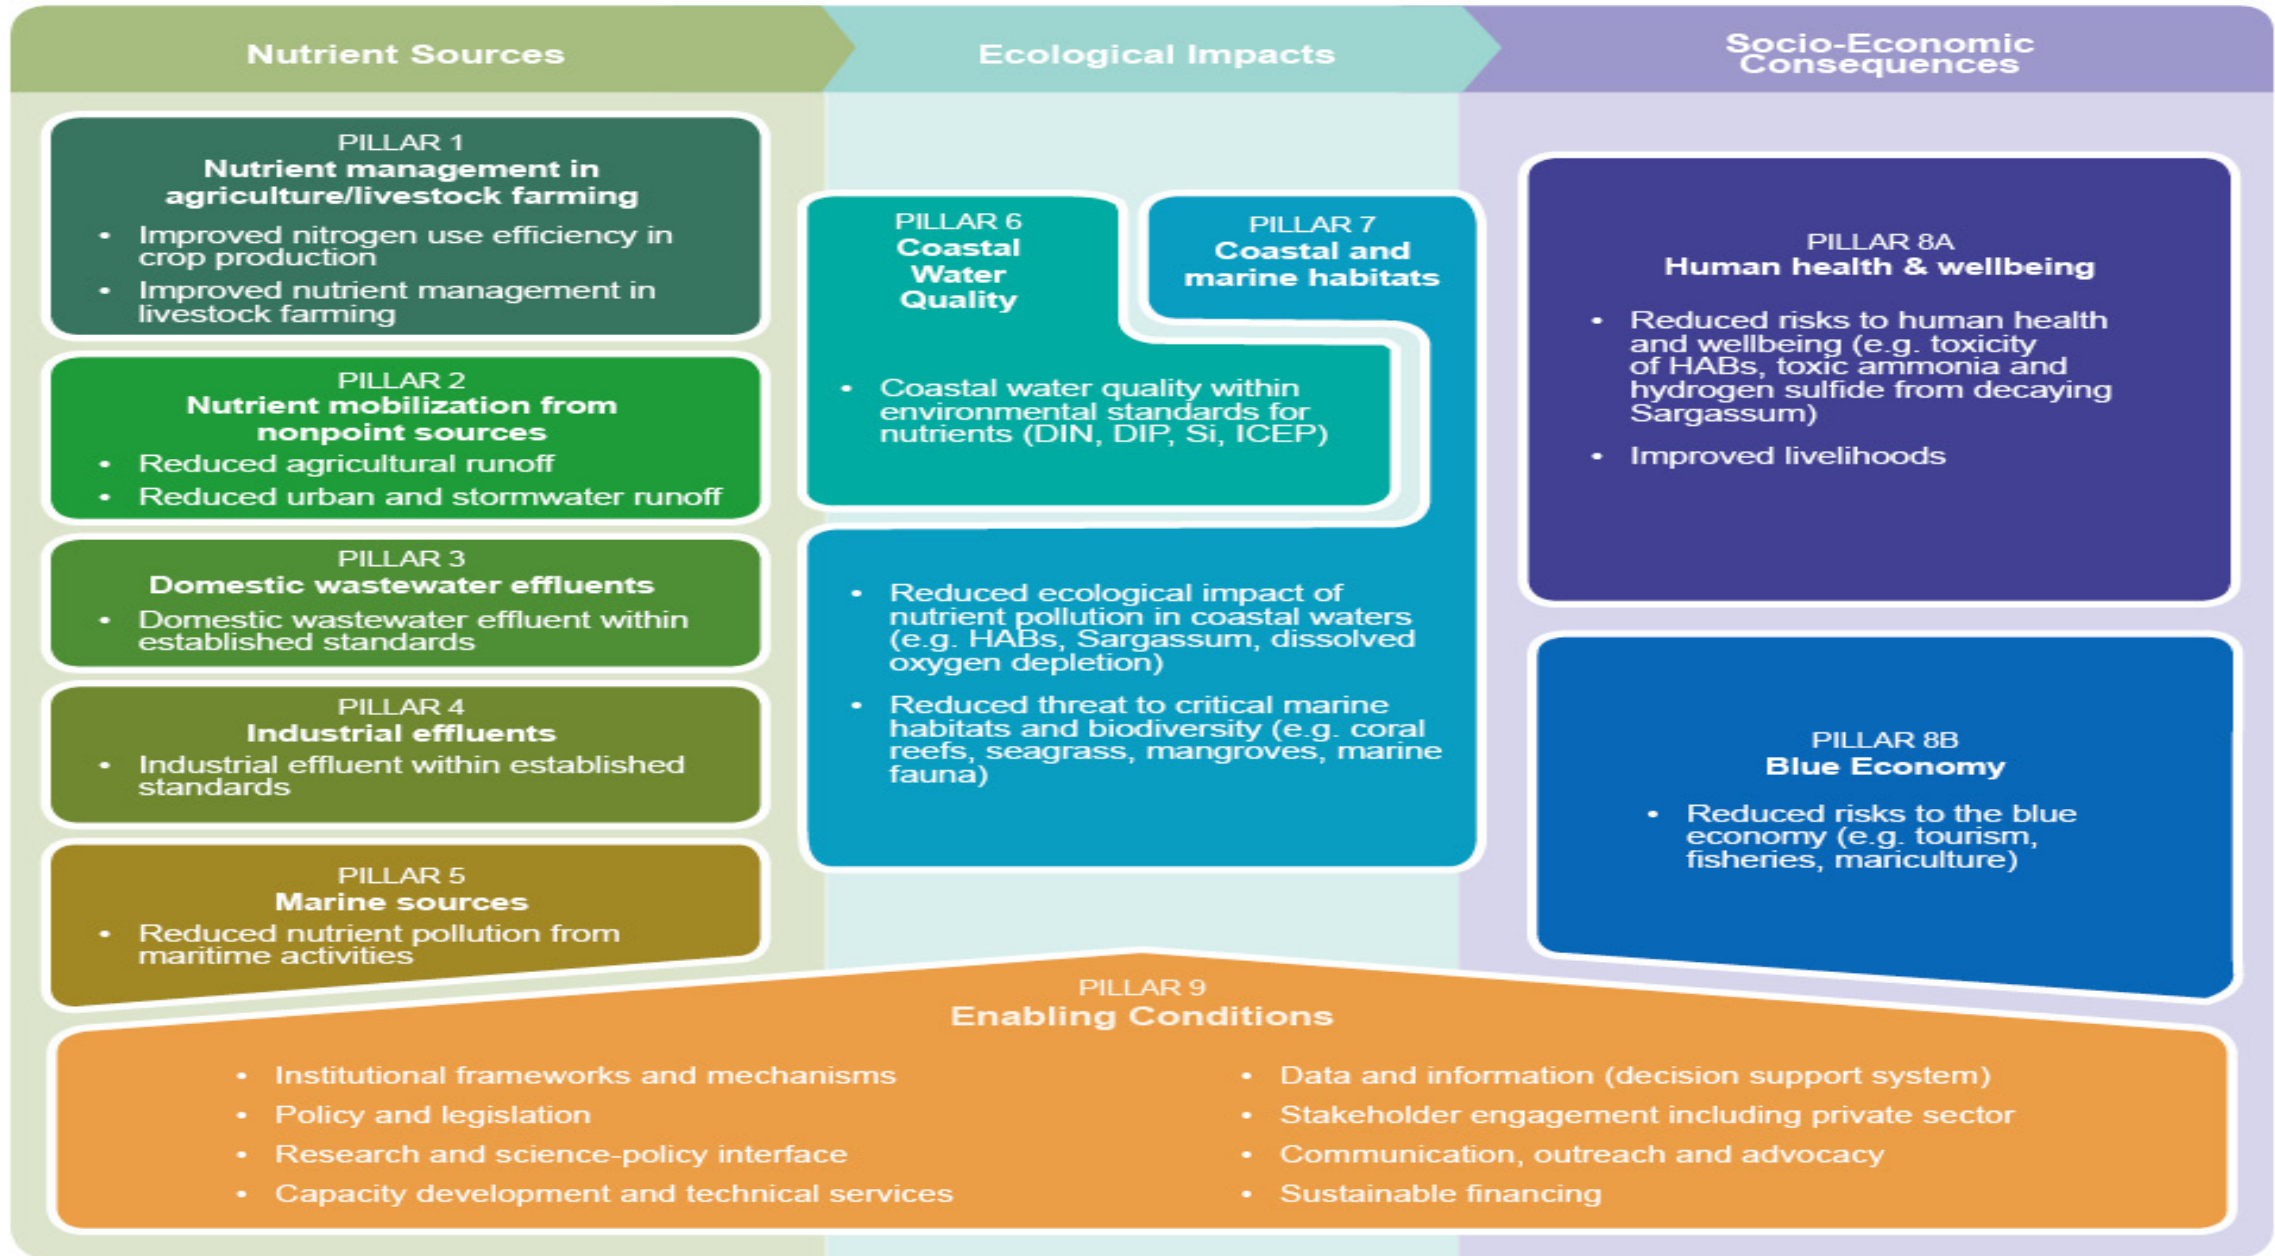 Nutrient Sources
Ecological Impacts
Socio-Economic
Consequences
PILLAR 1
Nutrient management in
agriculture/livestock farming
• Improved nitrogen use efficiency in
crop production
• Improved nutrient management in
livestock farming
PILLAR 2
Nutrient mobilization from
nonpoint sources
• Reduced agricultural runoff
• Reduced urban and stormwater runoff
PILLAR 3
Domestic wastewater effluents
• Domestic wastewater effluent within
established standards
PILLAR 4
Industrial effluents
• Industrial effluent within established
standards
PILLAR 5
Marine sources
• Reduced nutrient pollution from
maritime activities
PILLAR 6
Coastal
Water
Quality
• Coastal water quality within
environmental standards for
nutrients (DIN, DIP, Si, ICEP)
PILLAR 7
Coastal and
marine habitats
• Reduced ecological impact of
nutrient pollution in coastal waters
(e.g. HABs, Sargassum, dissolved
oxygen depletion)
• Reduced threat to critical marine
habitats and biodiversity (e.g. coral
reefs, seagrass, mangroves, marine
fauna)
PILLAR 8A
Human health & wellbeing
• Reduced risks to human health
and wellbeing (e.g. toxicity
of HABs, toxic ammonia and
hydrogen sulfide from decaying
Sargassum)
• Improved livelihoods
PILLAR 8B
Blue Economy
• Reduced risks to the blue
economy (e.g. tourism,
fisheries, mariculture)
PILLAR 9
Enabling Conditions
• Institutional frameworks and mechanisms
• Policy and legislation
• Research and science-policy interface
• Capacity development and technical services
• Data and information (decision support system)
• Stakeholder engagement including private sector
• Communication, outreach and advocacy
• Sustainable financing